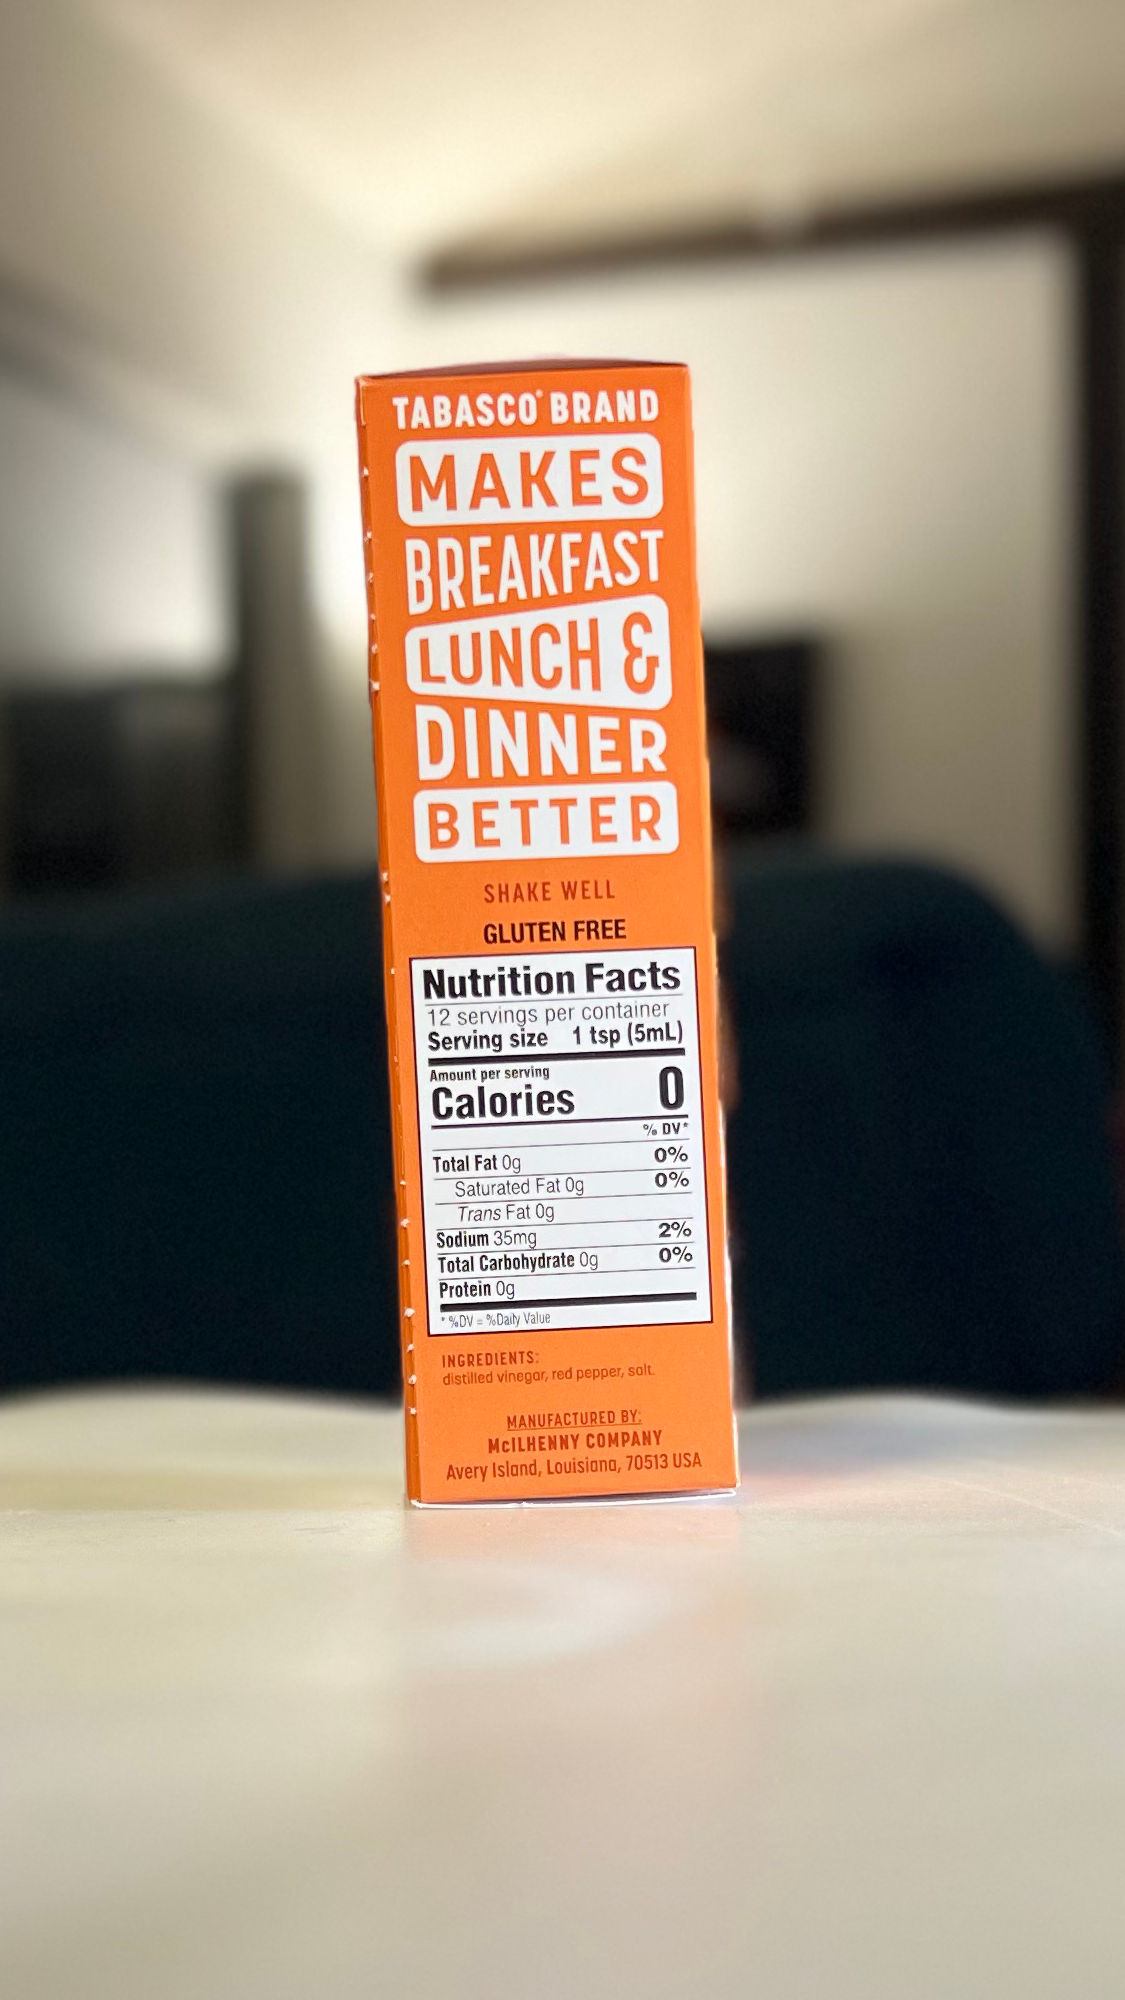 TABASCO® BRAND
MAKES
BREAKFAST
LUNCH &
DINNER
BETTER
SHAKE WELL
GLUTEN FREE
Nutrition Facts
12 servings per container
Serving size 1 tsp (5mL)
Amount per serving
Calories 0
% DV*
Total Fat 0g 0%
Saturated Fat 0g 0%
Trans Fat 0g
Sodium 35mg 2%
Total Carbohydrate 0g 0%
Protein 0g
* %DV = %Daily Value
INGREDIENTS:
distilled vinegar, red pepper, salt.
MANUFACTURED BY:
McILHENNY COMPANY
Avery Island, Louisiana, 70513 USA